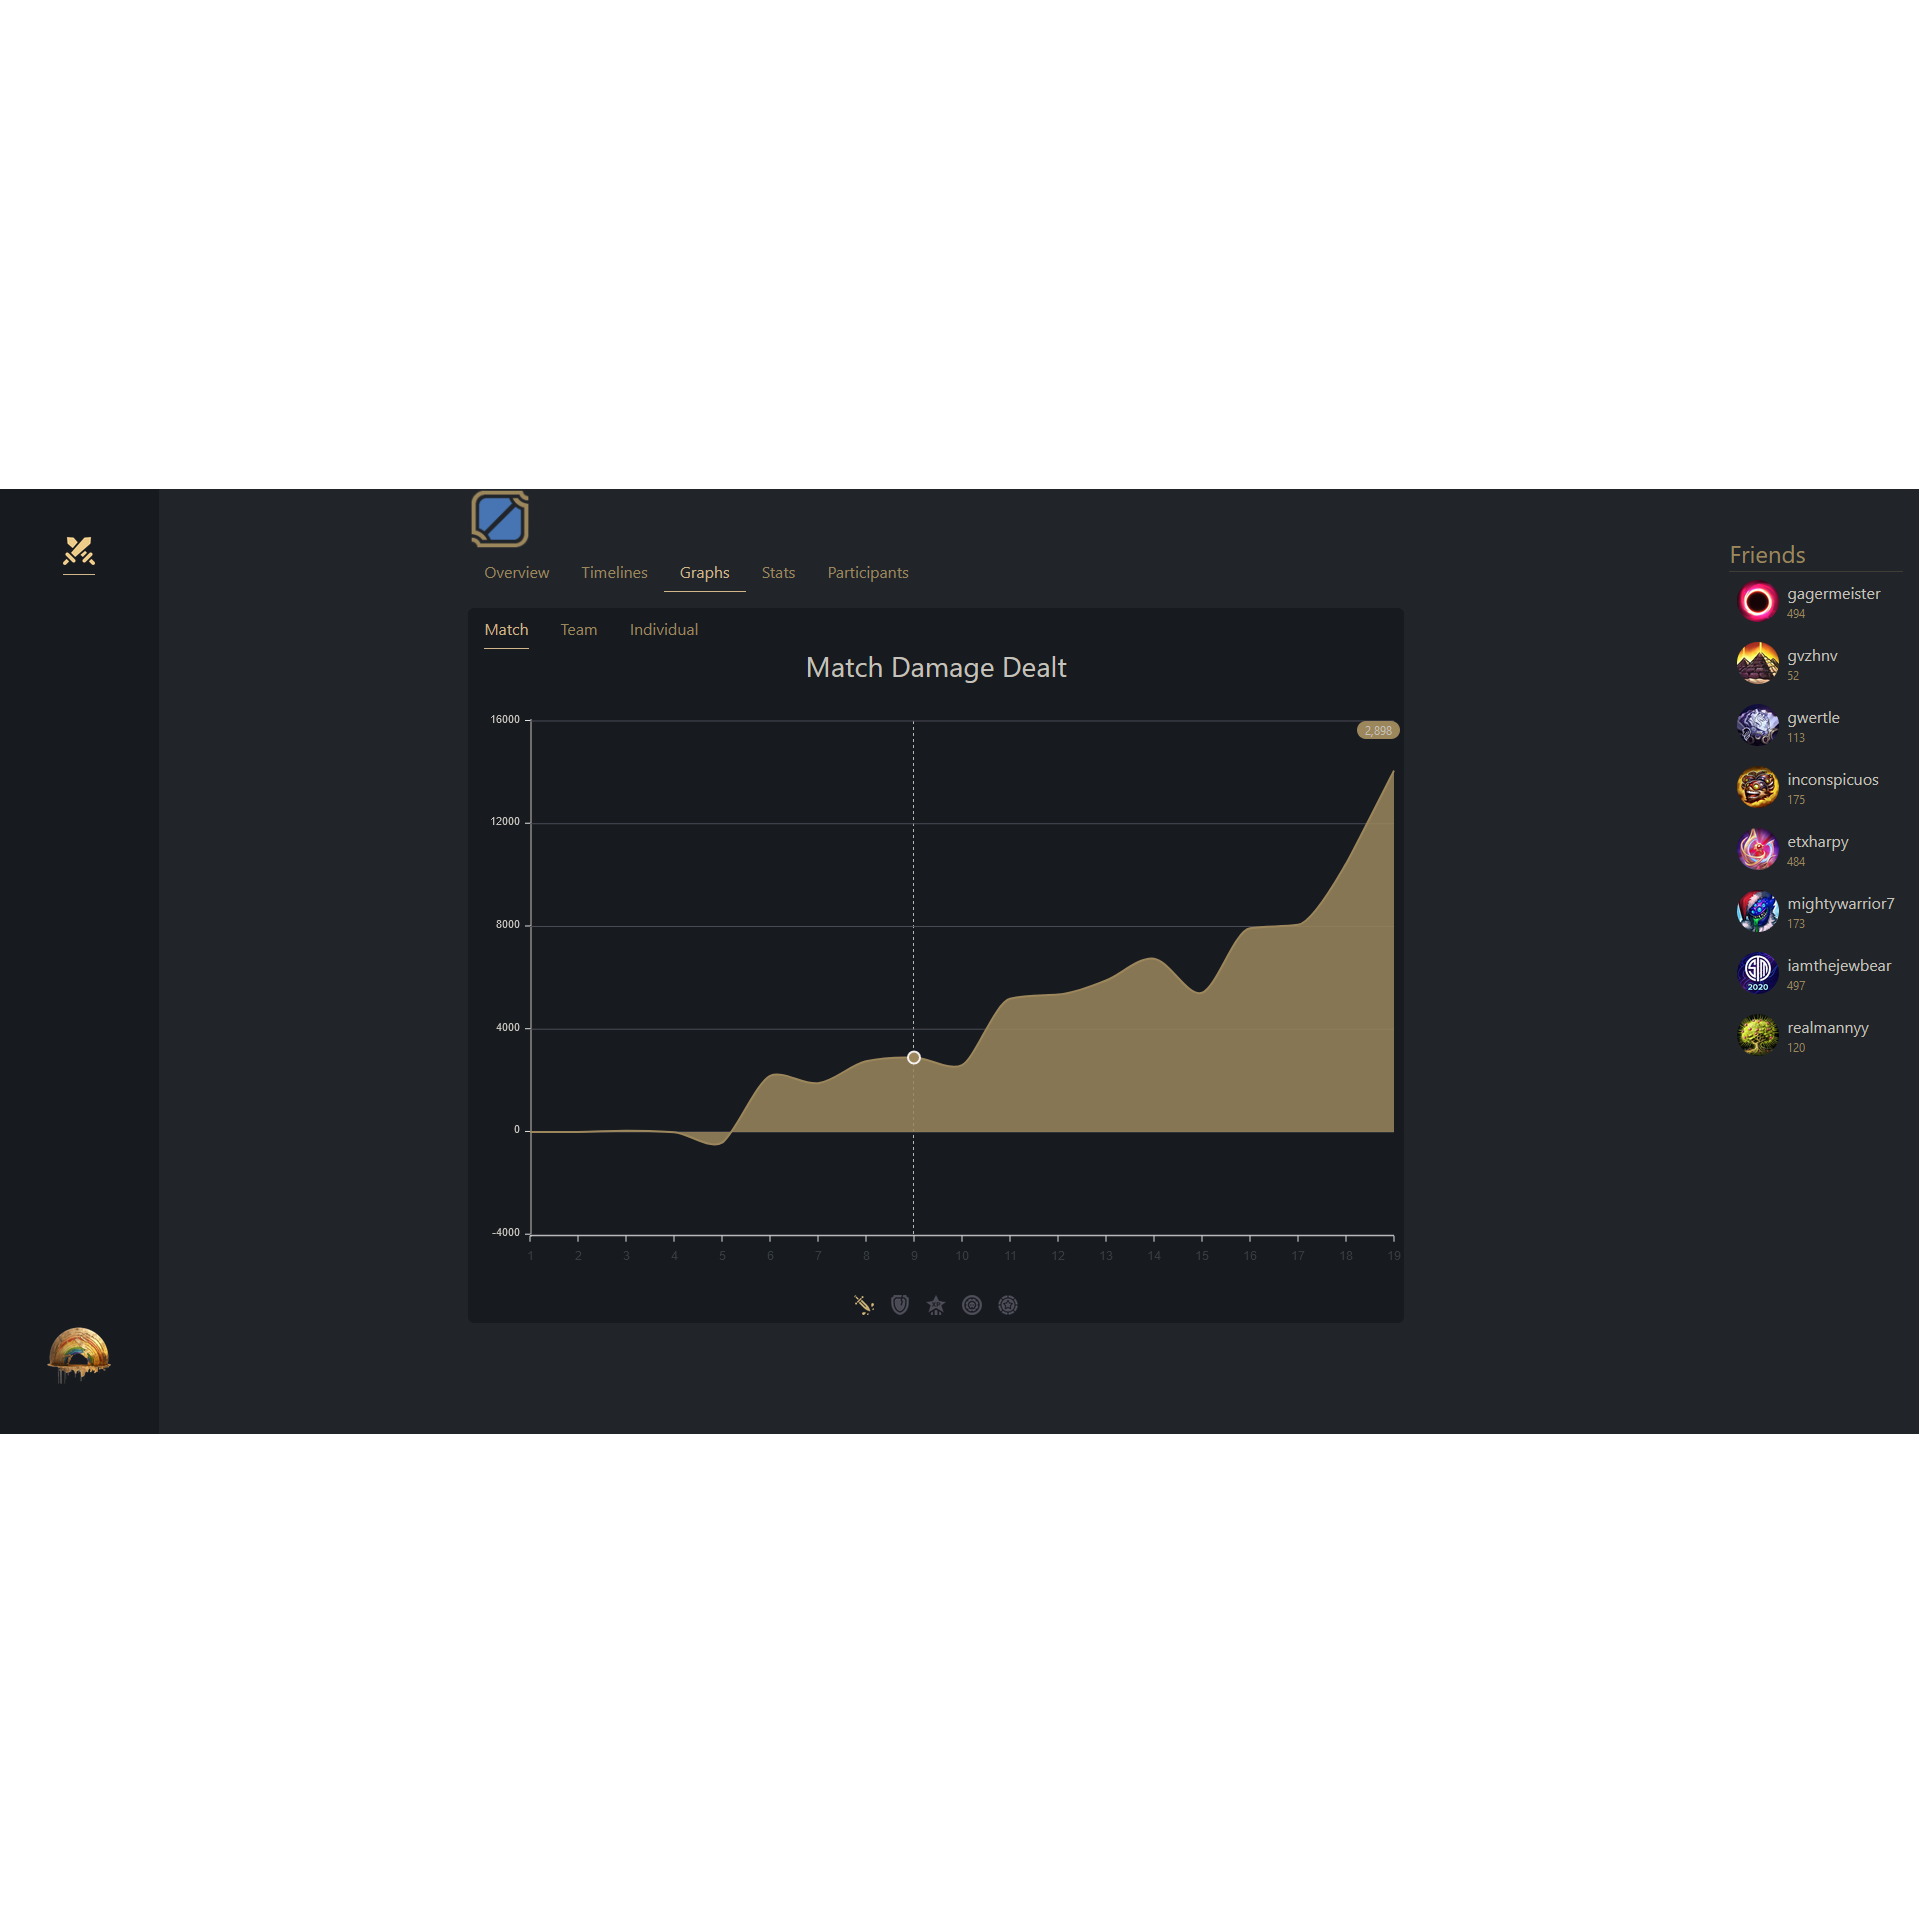 Overview Timelines Graphs Stats Participants
Match Team Individual
Match Damage Dealt
2,898
16000
12000
8000
4000
0
-4000
1 2 3 4 5 6 7 8 9 10 11 12 13 14 15 16 17 18 19
Friends
gagermeister
494
gvzhnv
52
gwertle
113
inconspicuos
175
etxharpy
484
mightywarrior7
173
iamthejewbear
497
2020
realmannyy
120